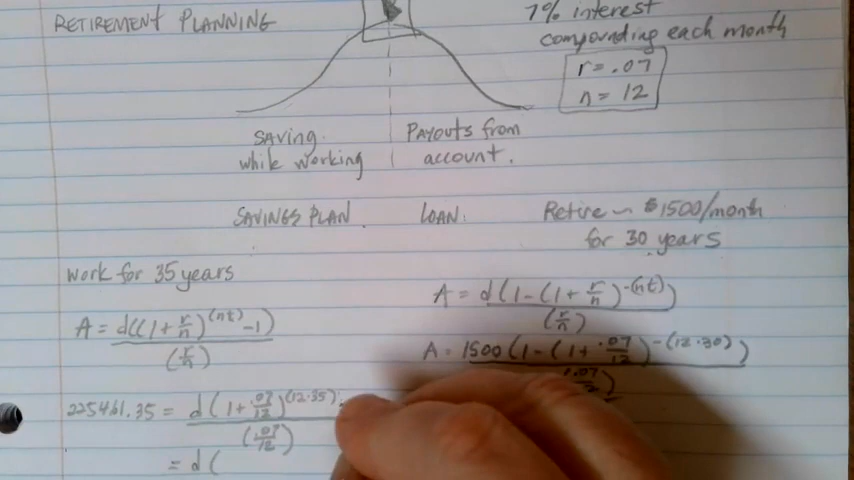 RETIREMENT PLANNING
7% interest
compounding each month
r = .07
n = 12
saving
while working
Payouts from
account.
SAVINGS PLAN
LOAN:
Retire ~ $1500/month
for 30 years
work for 35 years
A = d((1+r/n)^(nt) -1) / (r/n)
A = d(1-(1+r/n)^-(nt)) / (r/n)
A = 1500(1-(1+.07/12)^-(12·30)) / (.07/12)
225461.35 = d(1+.07/12)^(12·35) / (.07/12)
= d(